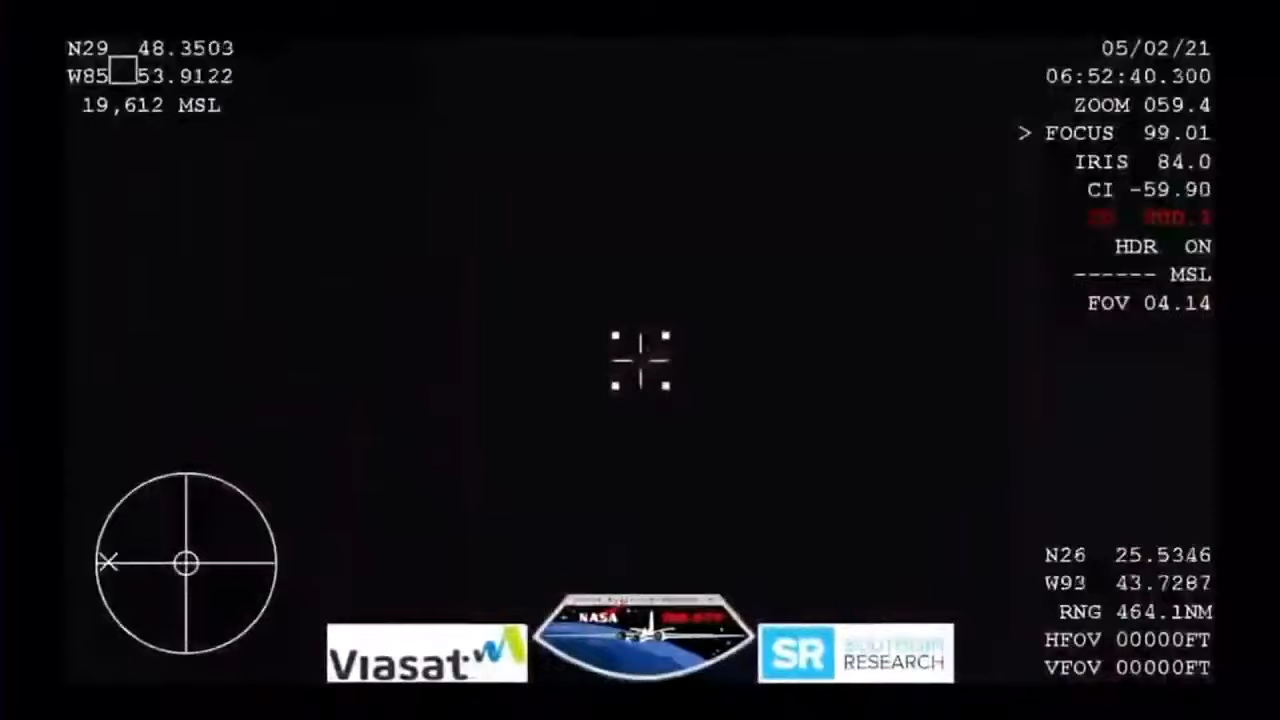 N29 48.3503
W85 53.9122
19,612 MSL
05/02/21
06:52:40.300
ZOOM 059.4
> FOCUS 99.01
IRIS 84.0
CI -59.90
HDR ON
------ MSL
FOV 04.14
N26 25.5346
W93 43.7287
RNG 464.1NM
HFOV 00000FT
VFOV 00000FT
Viasat
NASA
SR
SOUTHERN
RESEARCH